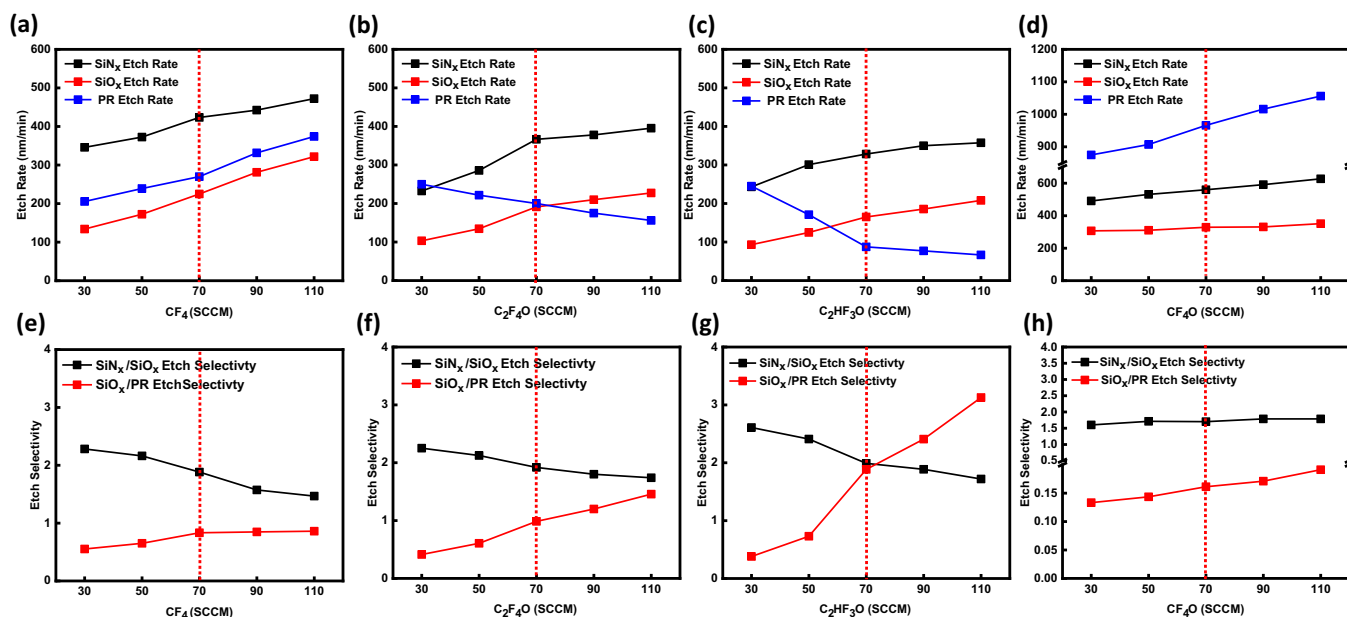 (a)
600
500
400
300
200
100
0
Etch Rate (nm/min)
SiNx Etch Rate
SiOx Etch Rate
PR Etch Rate
30 50 70 90 110
CF4 (SCCM)
(b)
600
500
400
300
200
100
0
Etch Rate (nm/min)
SiNx Etch Rate
SiOx Etch Rate
PR Etch Rate
30 50 70 90 110
C2F4O (SCCM)
(c)
600
500
400
300
200
100
0
Etch Rate (nm/min)
SiNx Etch Rate
SiOx Etch Rate
PR Etch Rate
30 50 70 90 110
C2HF3O (SCCM)
(d)
1200
1100
1000
900
600
400
200
0
Etch Rate (nm/min)
SiNx Etch Rate
SiOx Etch Rate
PR Etch Rate
30 50 70 90 110
CF4O (SCCM)
(e)
4
3
2
1
0
Etch Selectivity
SiNx/SiOx Etch Selectivty
SiOx/PR Etch Selectivty
30 50 70 90 110
CF4 (SCCM)
(f)
4
3
2
1
0
Etch Selectivity
SiNx/SiOx Etch Selectivty
SiOx/PR Etch Selectivty
30 50 70 90 110
C2F4O (SCCM)
(g)
4
3
2
1
0
Etch Selectivity
SiNx/SiOx Etch Selectivty
SiOx/PR Etch Selectivty
30 50 70 90 110
C2HF3O (SCCM)
(h)
4.0
3.5
3.0
2.5
2.0
1.5
1.0
0.5
0.15
0.10
0.05
0.00
Etch Selectivity
SiNx/SiOx Etch Selectivty
SiOx/PR Etch Selectivty
30 50 70 90 110
CF4O (SCCM)